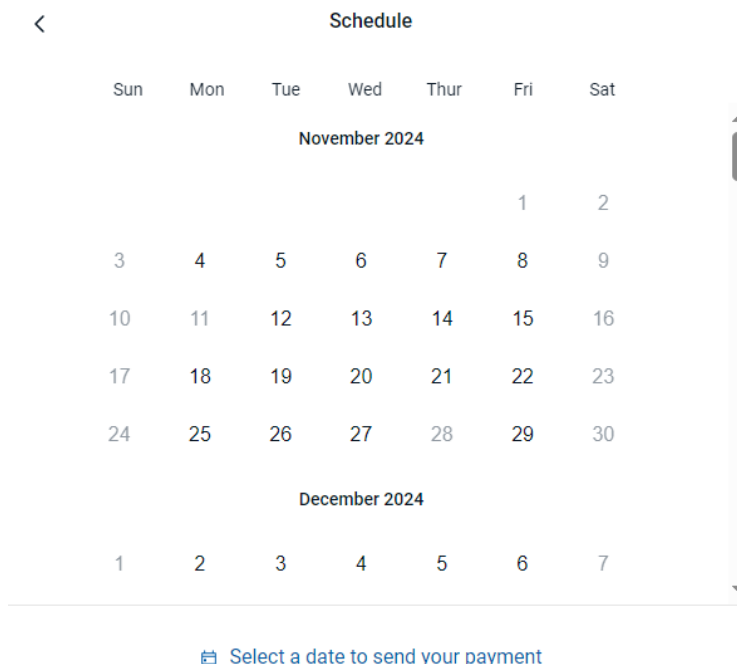 Schedule
Sun Mon Tue Wed Thur Fri Sat
November 2024
1 2
3 4 5 6 7 8 9
10 11 12 13 14 15 16
17 18 19 20 21 22 23
24 25 26 27 28 29 30
December 2024
1 2 3 4 5 6 7
Select a date to send your payment